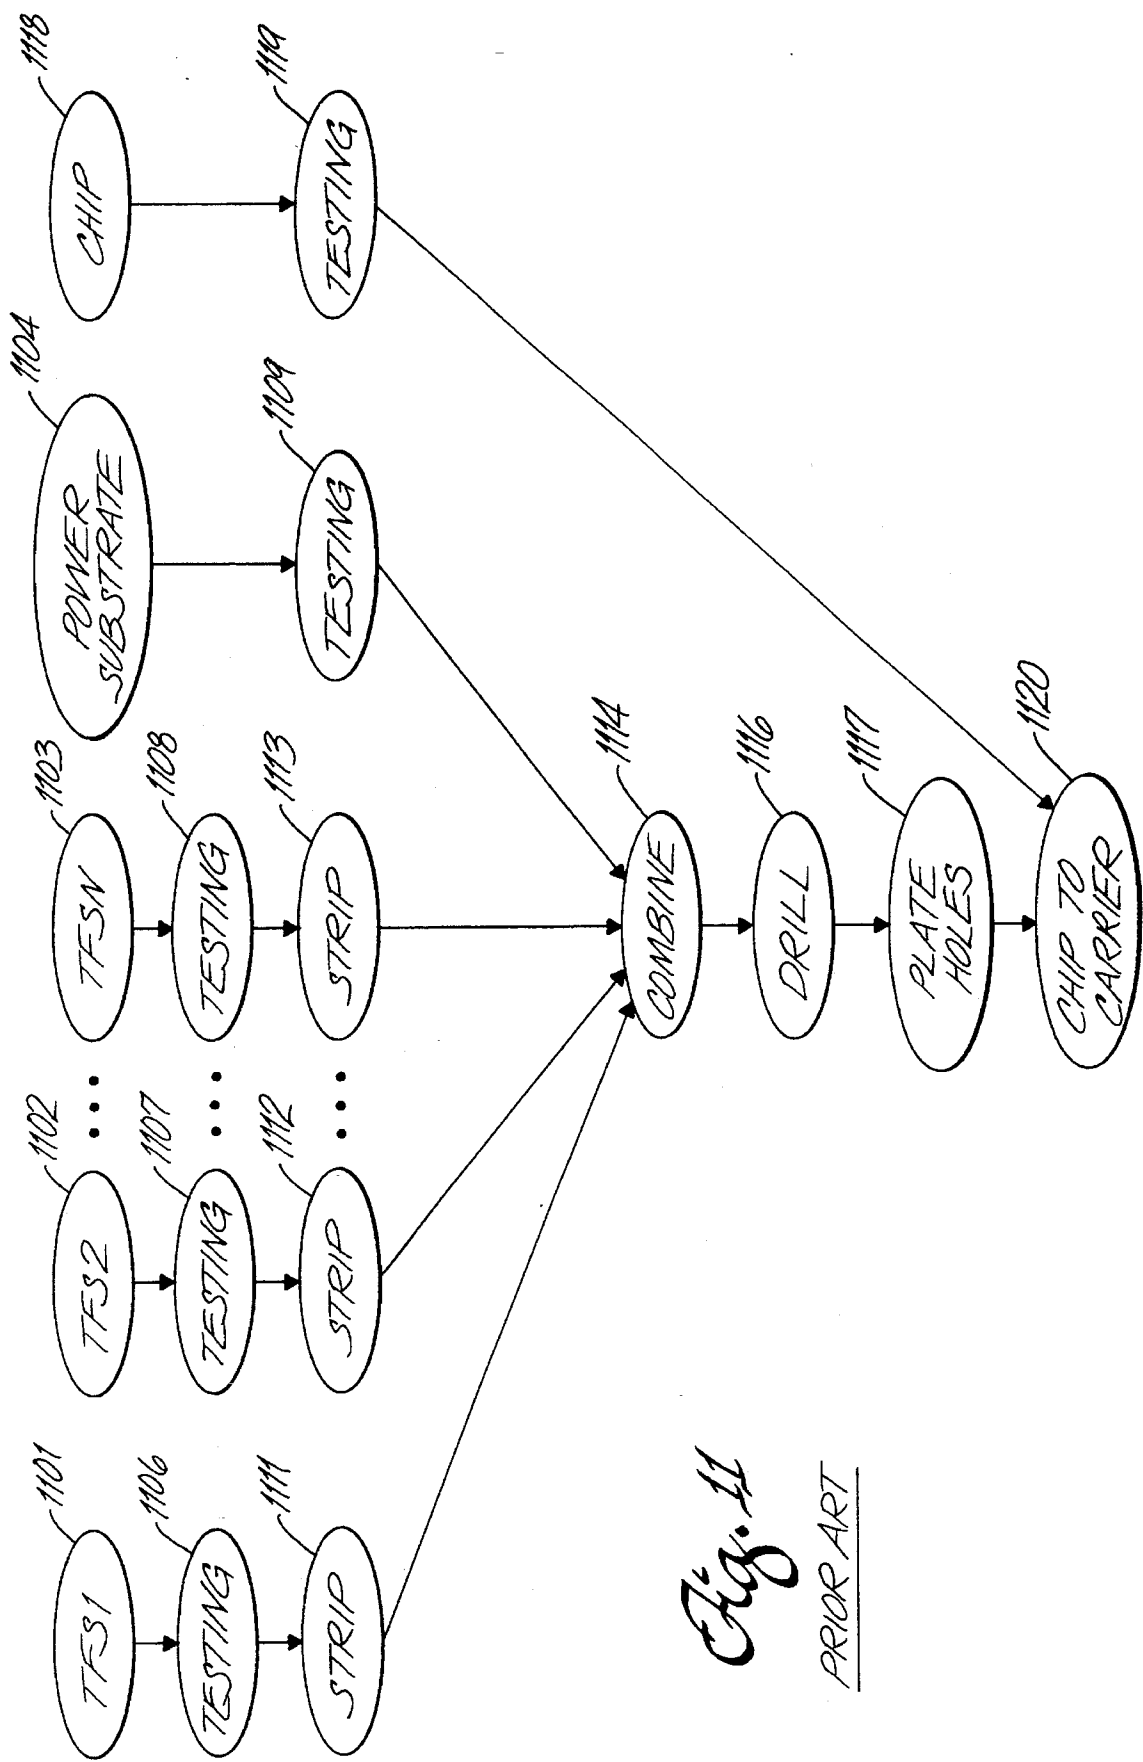 1101
TFS1
1102
TFS2
1103
TFSN
1104
POWER
SUBSTRATE
1118
CHIP
1106
TESTING
1107
TESTING
1108
TESTING
1109
TESTING
1119
TESTING
1111
STRIP
1112
STRIP
1113
STRIP
1114
COMBINE
1116
DRILL
1117
PLATE
HOLES
1120
CHIP TO
CARRIER
Fig. 11
PRIOR ART